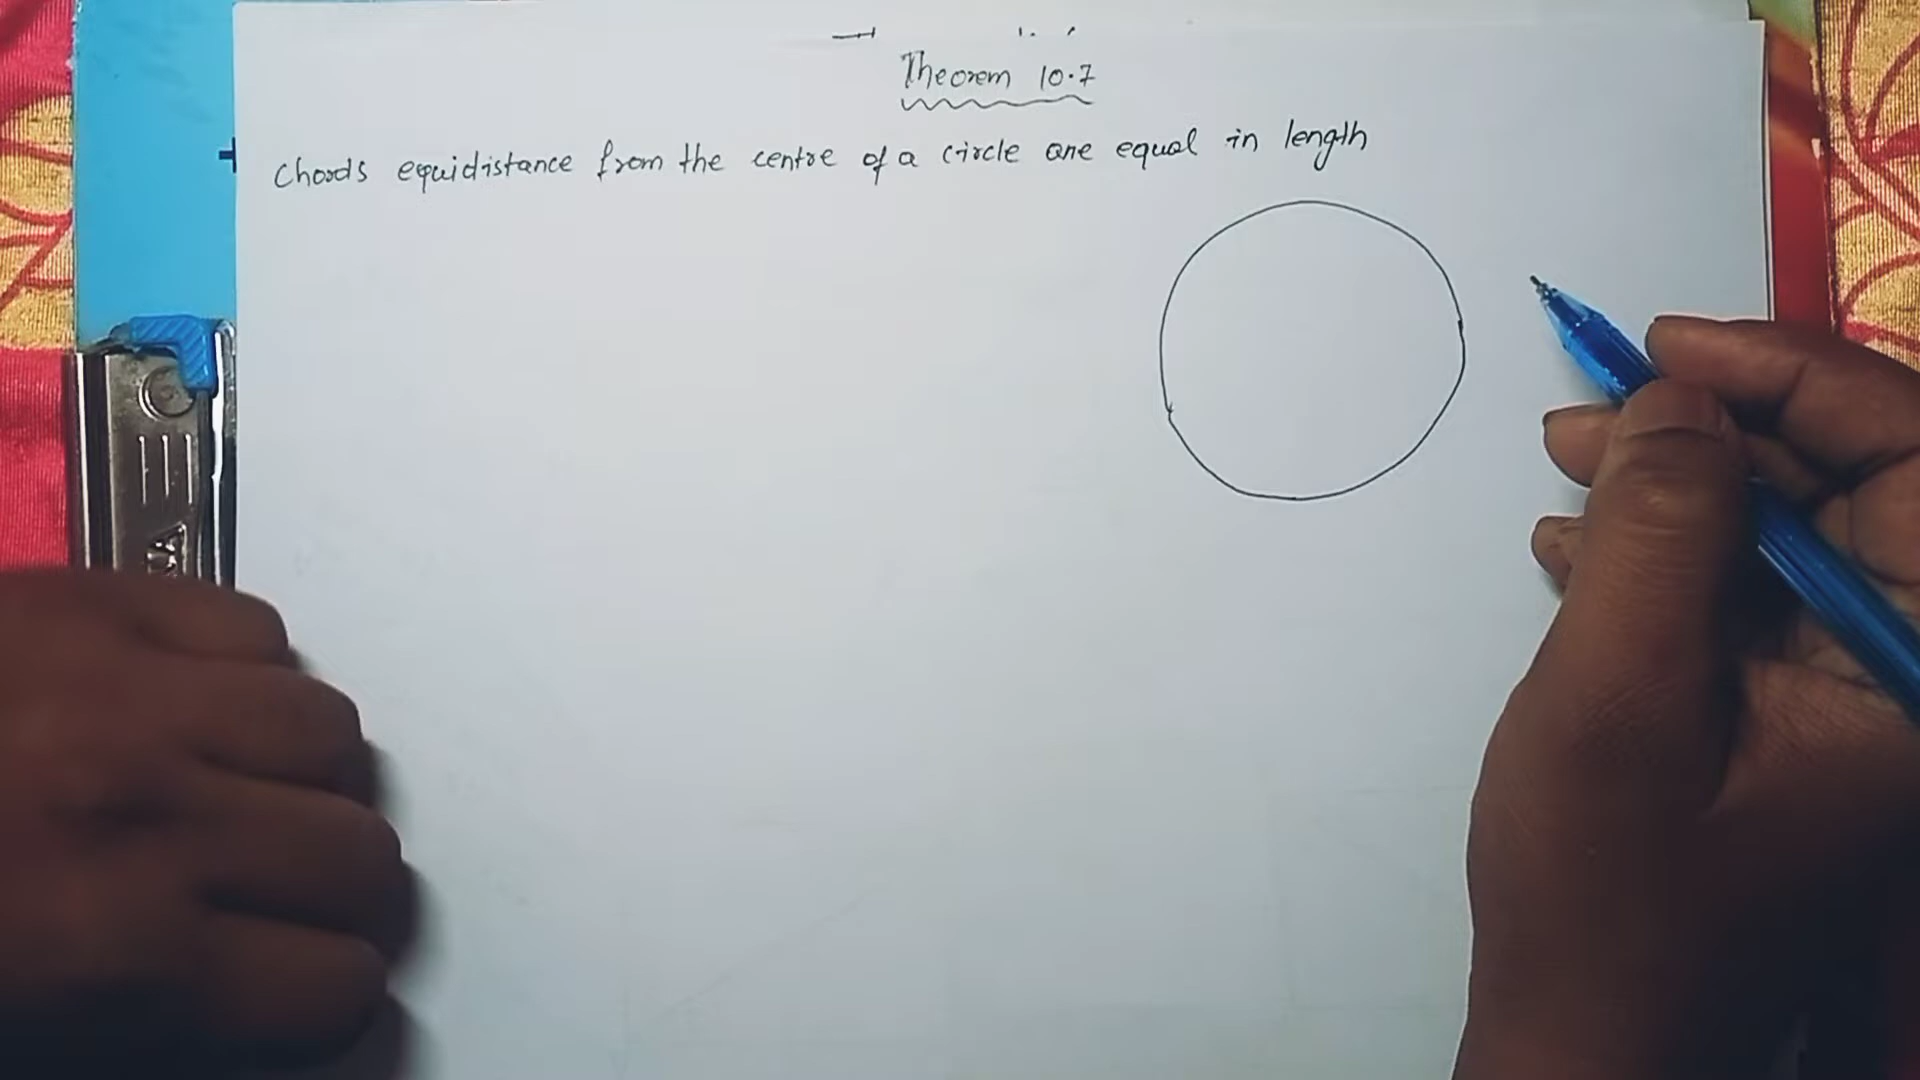 Theorem 10.7
Chords equidistance from the centre of a circle are equal in length